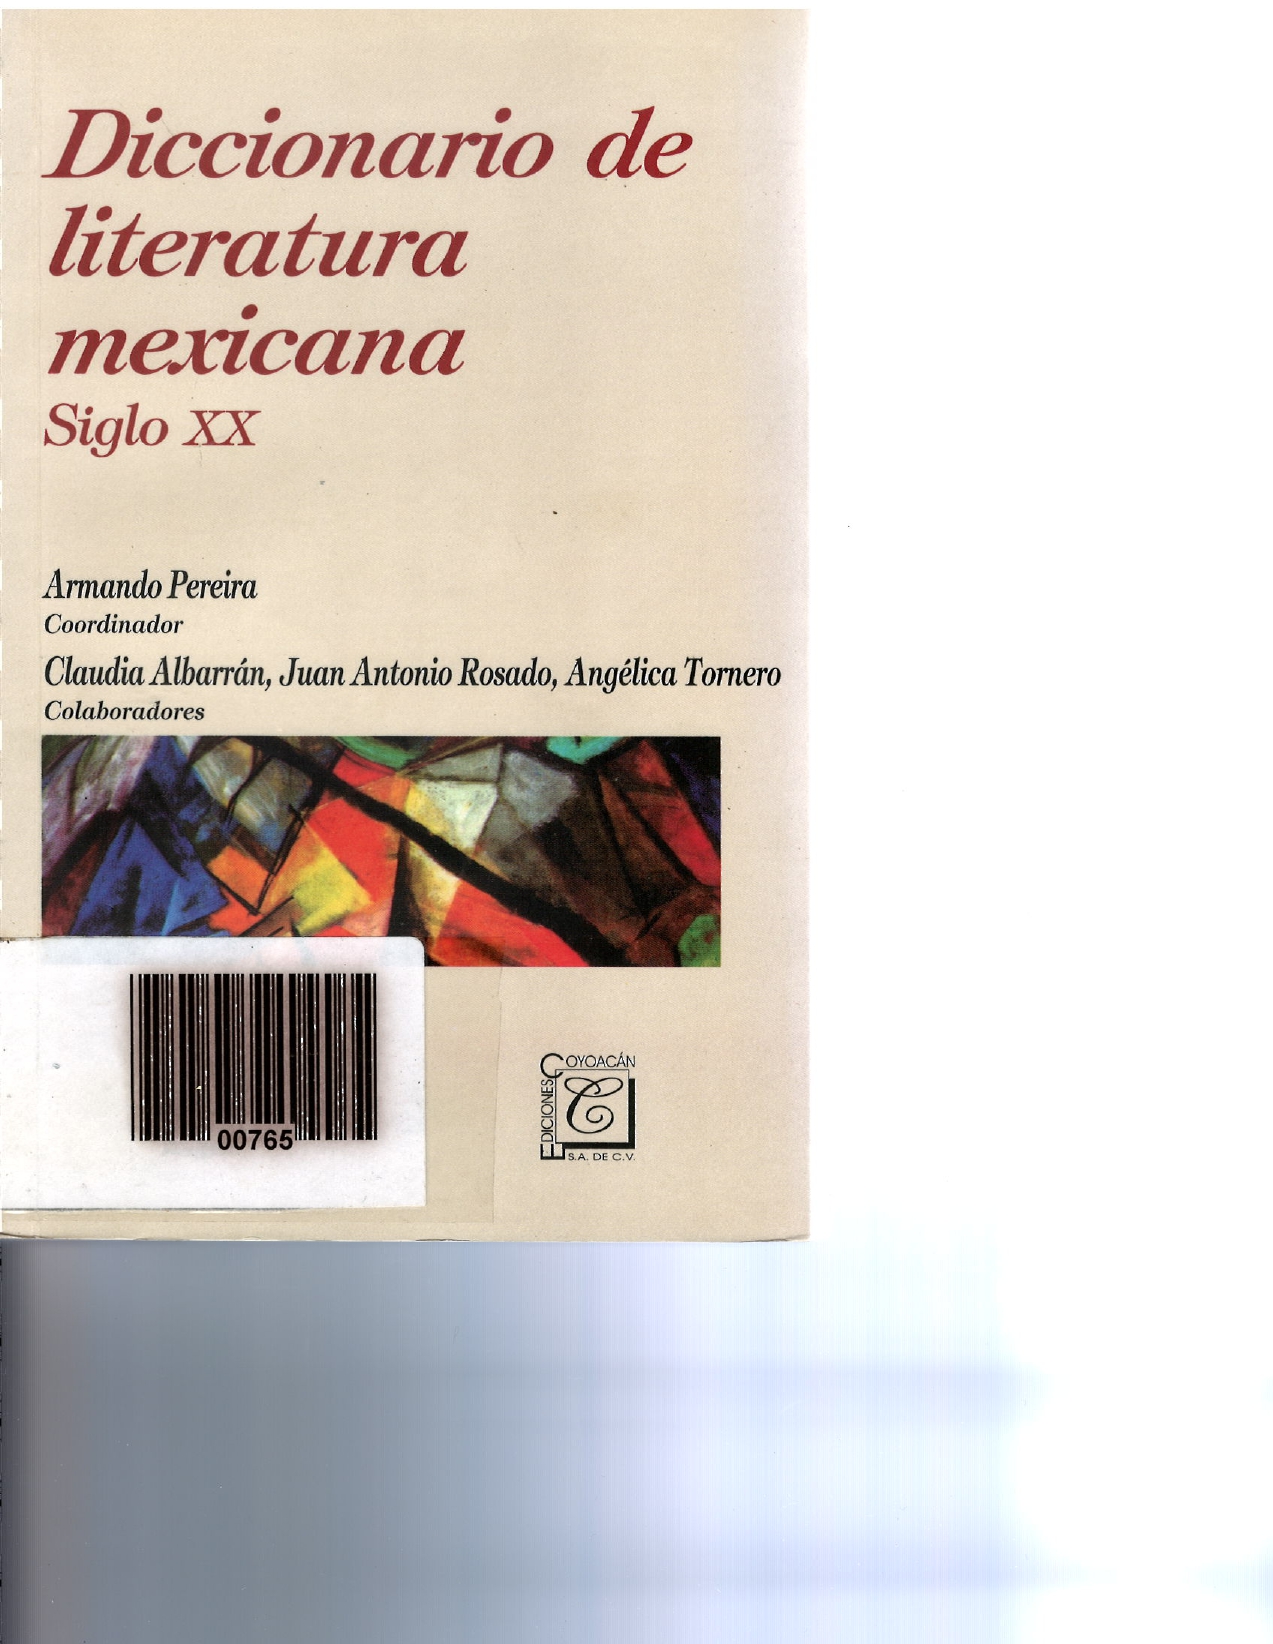 Diccionario de
literatura
mexicana
Siglo XX
Armando Pereira
Coordinador
Claudia Albarrán, Juan Antonio Rosado, Angélica Tornero
Colaboradores
00765
EDICIONES
COYOACÁN
S.A. DE C.V.